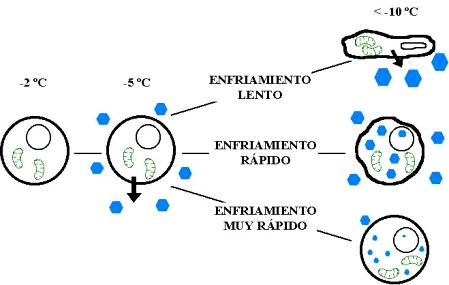 < -10 ºC
-2 ºC
-5 ºC
ENFRIAMIENTO
LENTO
ENFRIAMIENTO
RÁPIDO
ENFRIAMIENTO
MUY RÁPIDO